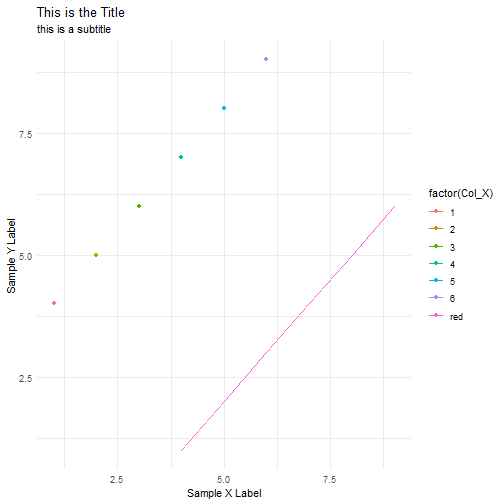 This is the Title
this is a subtitle
7.5
5.0
2.5
Sample Y Label
2.5
5.0
7.5
Sample X Label
factor(Col_X)
1
2
3
4
5
6
red